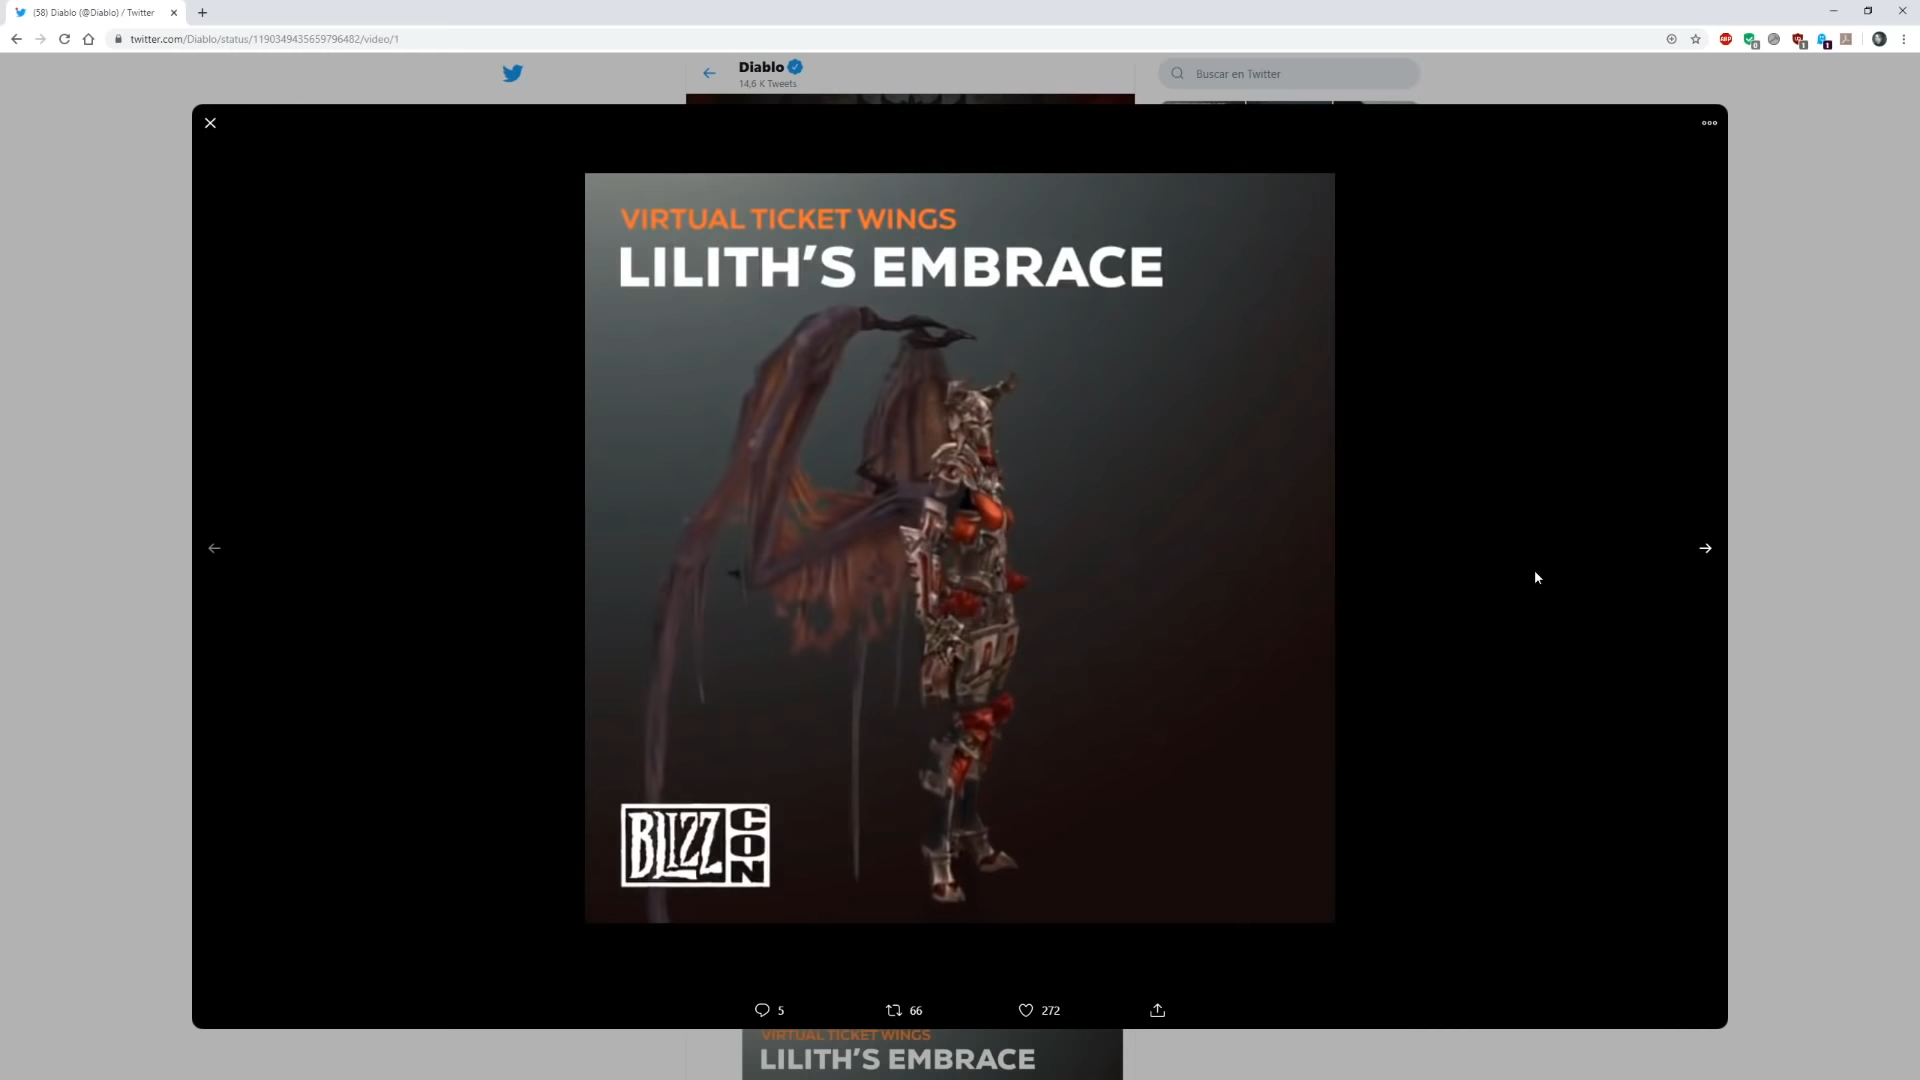 (58) Diablo (@Diablo) / Twitter
twitter.com/Diablo/status/1190349435659796482/video/1
Diablo
14,6 K Tweets
Buscar en Twitter
VIRTUAL TICKET WINGS
LILITH'S EMBRACE
BLIZZ CON
5
66
272
VIRTUAL TICKET WINGS
LILITH'S EMBRACE